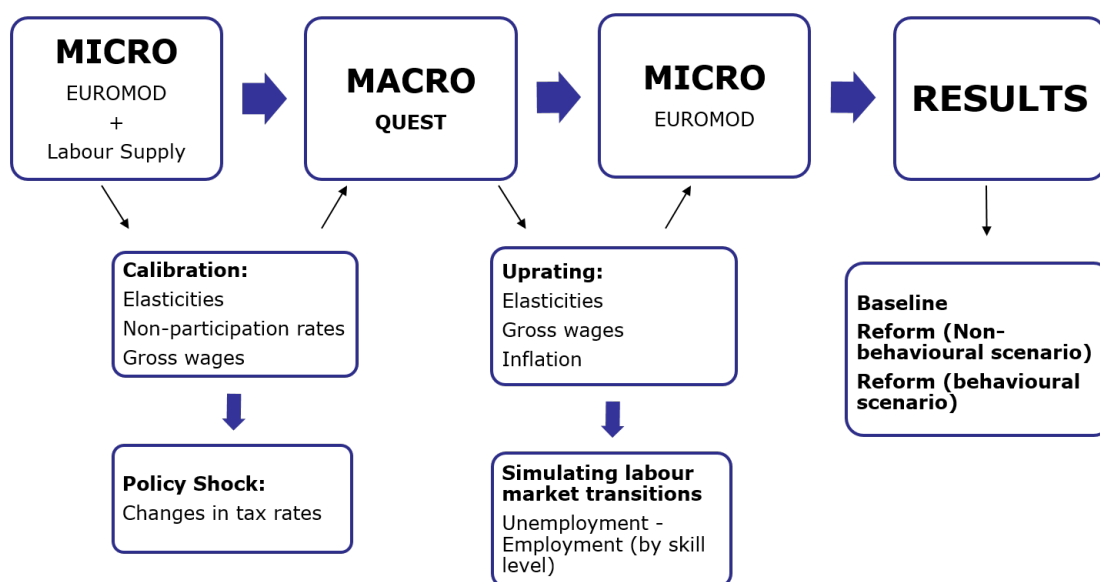 MICRO
EUROMOD
+
Labour Supply
MACRO
QUEST
MICRO
EUROMOD
RESULTS
Calibration:
Elasticities
Non-participation rates
Gross wages
Uprating:
Elasticities
Gross wages
Inflation
Baseline
Reform (Non-
behavioural scenario)
Reform (behavioural
scenario)
Policy Shock:
Changes in tax rates
Simulating labour
market transitions
Unemployment -
Employment (by skill
level)